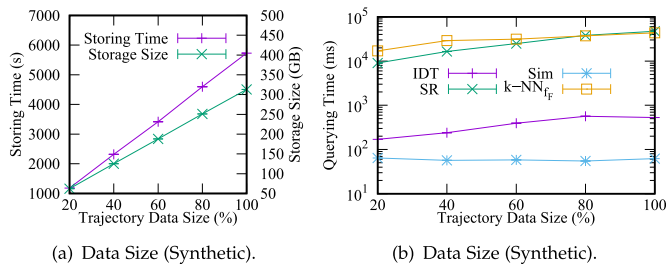 7000
6000
5000
4000
3000
2000
1000
Storing Time (s)
Storing Time
Storage Size
500
450
400
350
300
250
200
150
100
50
Storage Size (GB)
20 40 60 80 100
Trajectory Data Size (%)
(a) Data Size (Synthetic).
10^5
10^4
10^3
10^2
10^1
Querying Time (ms)
IDT Sim
SR k−NN_{f_F}
20 40 60 80 100
Trajectory Data Size (%)
(b) Data Size (Synthetic).